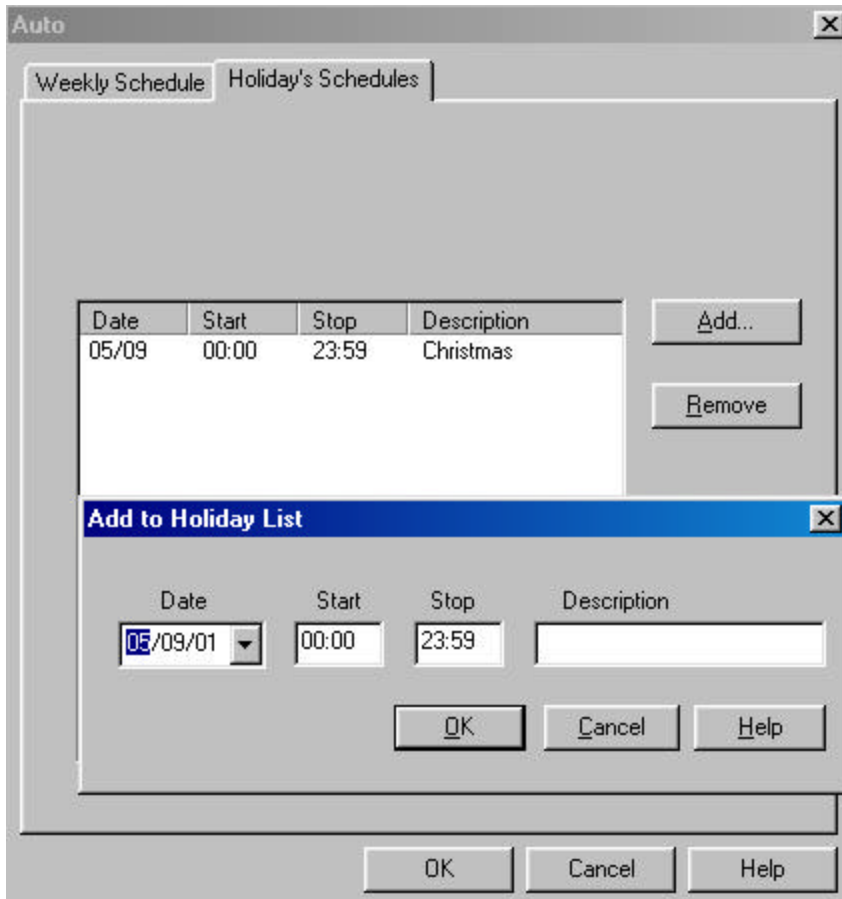 Auto
Weekly Schedule Holiday's Schedules
Date Start Stop Description
05/09 00:00 23:59 Christmas
Add...
Remove
Add to Holiday List
Date Start Stop Description
05/09/01 00:00 23:59
OK Cancel Help
OK Cancel Help